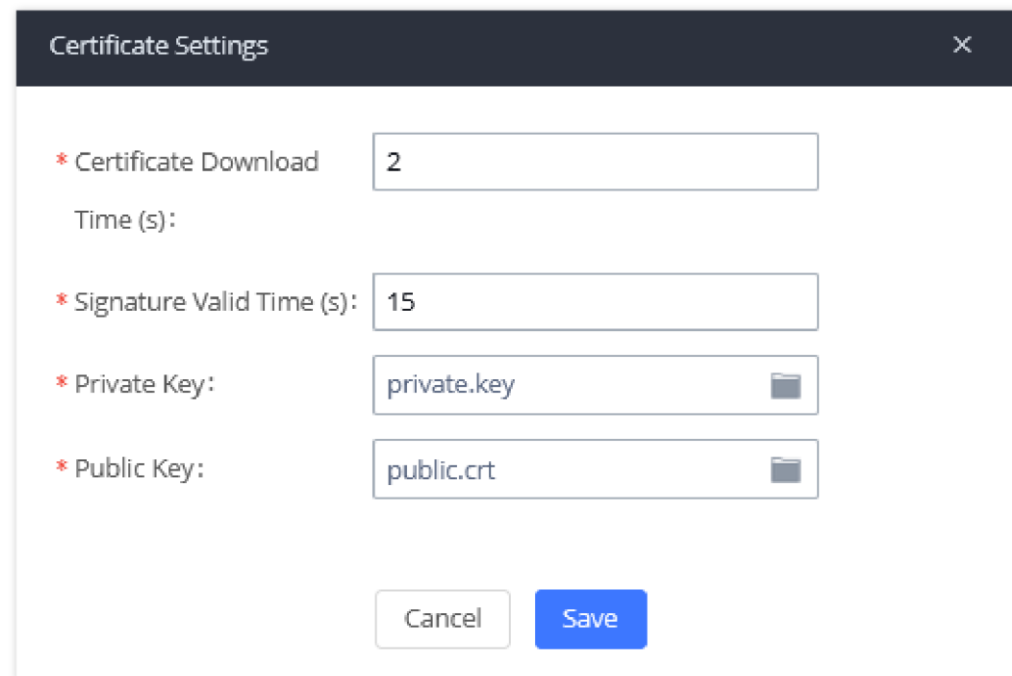 Certificate Settings
* Certificate Download
Time (s):
2
* Signature Valid Time (s):
15
* Private Key:
private.key
* Public Key:
public.crt
Cancel
Save